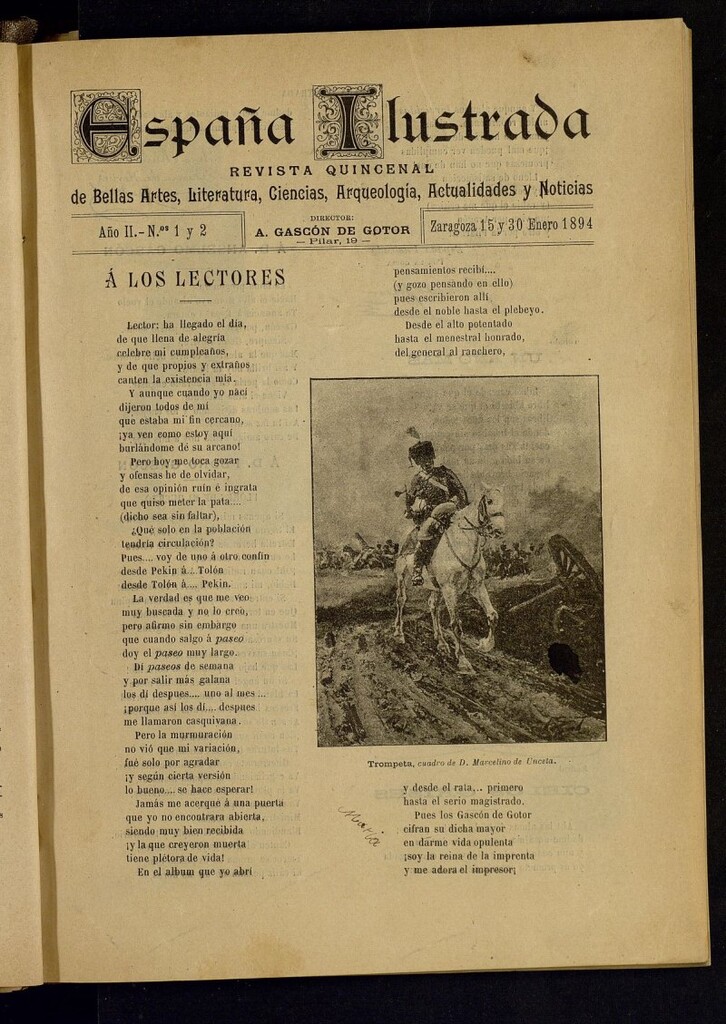 España Ilustrada
REVISTA QUINCENAL
de Bellas Artes, Literatura, Ciencias, Arqueología, Actualidades y Noticias
Año II.-N.os 1 y 2
DIRECTOR:
A. GASCÓN DE GOTOR
— Pilar, 19 —
Zaragoza 15 y 30 Enero 1894
Á LOS LECTORES
Lector: ha llegado el día,
de que llena de alegría
celebre mi cumpleaños,
y de que propios y extraños
canten la existencia mía.
Y aunque cuando yo nací
dijeron todos de mí
que estaba mi fin cercano,
¡ya ven como estoy aquí
burlándome dé su arcano!
Pero hoy me toca gozar
y ofensas he de olvidar,
de esa opinión ruín é ingrata
que quiso meter la pata....
(dicho sea sin faltar),
¿Qué solo en la población
tendría circulación?
Pues.... voy de uno á otro confín
desde Pekin á... Tolón
desde Tolón á.... Pekin.
La verdad es que me veo
muy buscada y no lo creo,
pero afirmo sin embargo
que cuando salgo á paseo
doy el paseo muy largo.
Dí paseos de semana
y por salir más galana
los dí despues.... uno al mes ...
¡porque así los dí.... despues
me llamaron casquivana.
Pero la murmuración
no vió que mi variación,
fué solo por agradar
¡y según cierta versión
lo bueno.... se hace esperar!
Jamás me acerqué á una puerta
que yo no encontrara abierta,
siendo muy bien recibida
¡y la que creyeron muerta
tiene plétora de vida!
En el album que yo abrí
pensamientos recibí....
(y gozo pensando en ello)
pues escribieron allí
desde el noble hasta el plebeyo.
Desde el alto potentado
hasta el menestral honrado,
del general al ranchero,
Trompeta, cuadro de D. Marcelino de Unceta.
y desde el rata,.. primero
hasta el serio magistrado.
Pues los Gascón de Gotor
cifran su dicha mayor
en darme vida opulenta
¡soy la reina de la imprenta
y me adora el impresor¡
Maria